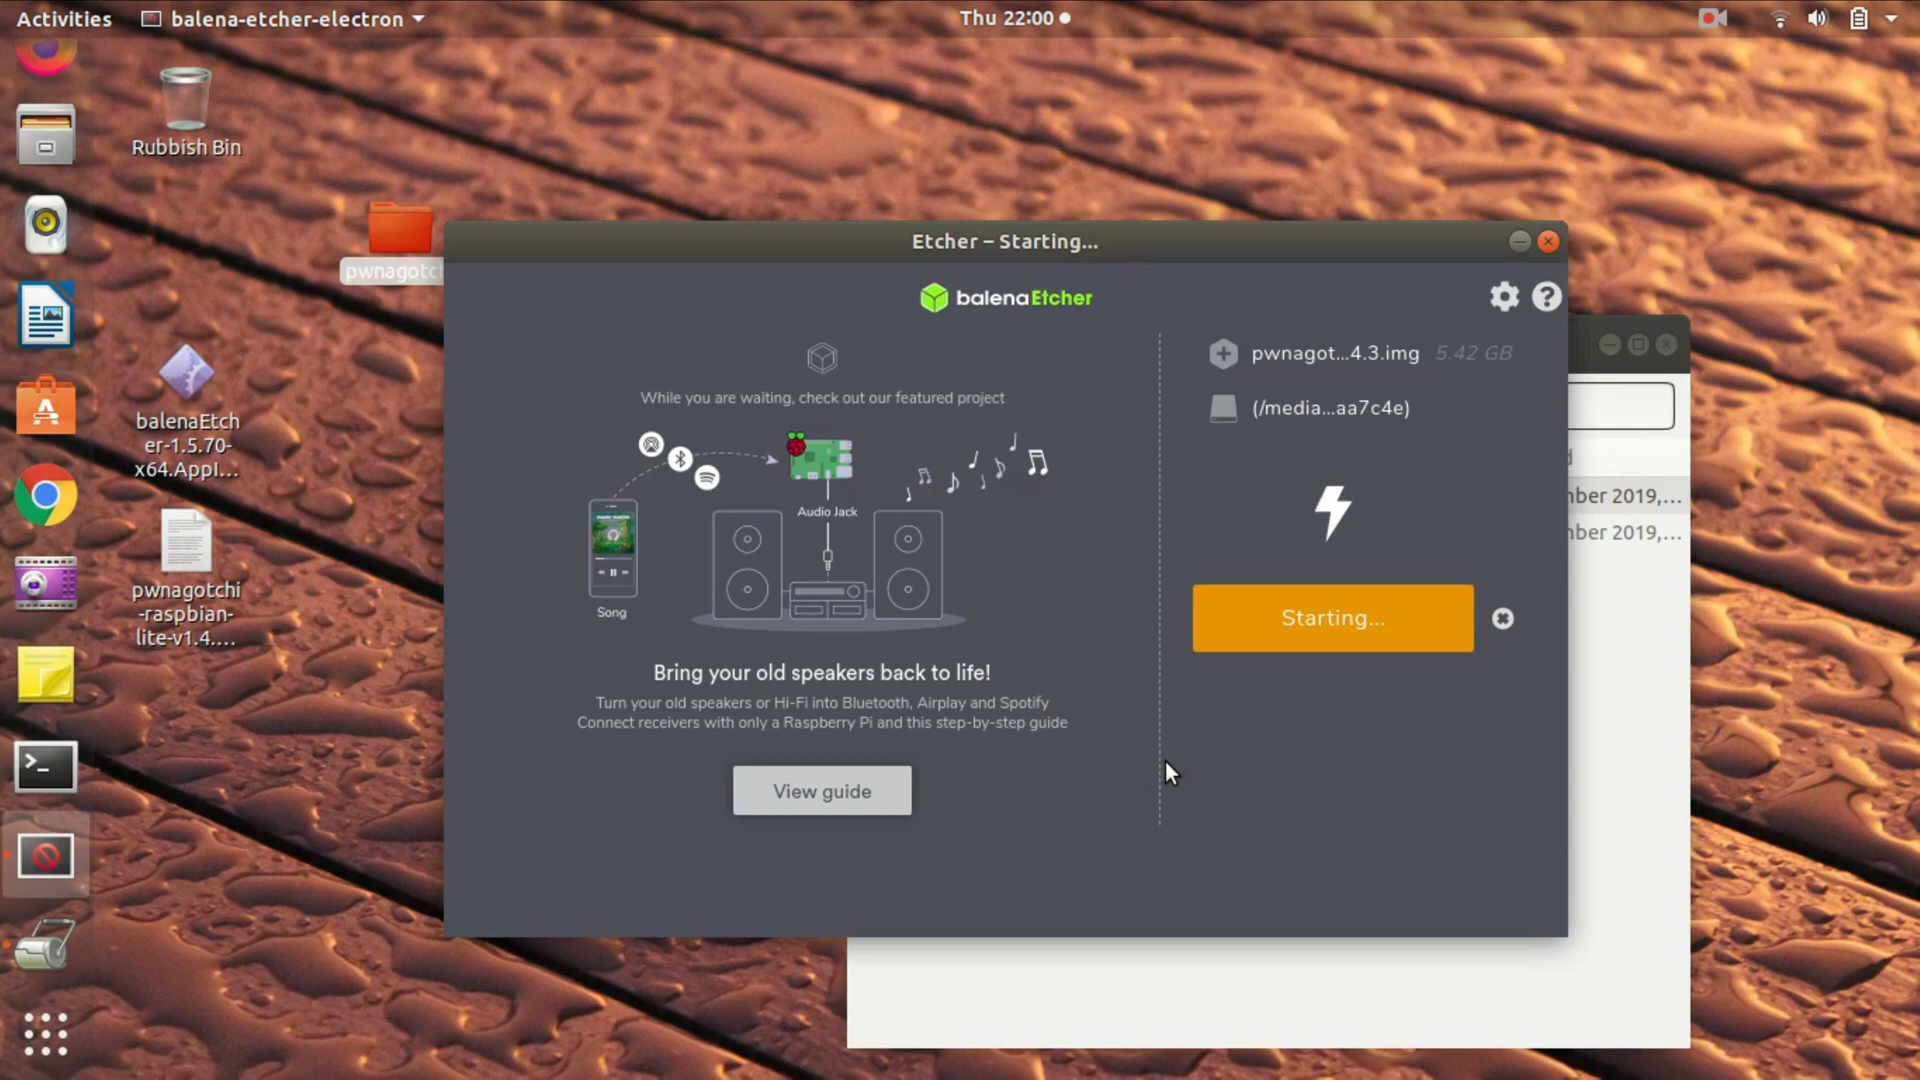 Activities
balena-etcher-electron
Thu 22:00
Rubbish Bin
pwnagotc
balenaEtch
er-1.5.70-
x64.AppI...
pwnagotchi
-raspbian-
lite-v1.4....
Etcher – Starting...
balenaEtcher
While you are waiting, check out our featured project
Audio Jack
Song
Bring your old speakers back to life!
Turn your old speakers or Hi-Fi into Bluetooth, Airplay and Spotify
Connect receivers with only a Raspberry Pi and this step-by-step guide
View guide
pwnagot...4.3.img 5.42 GB
(/media...aa7c4e)
Starting...
d
ber 2019,...
ber 2019,...